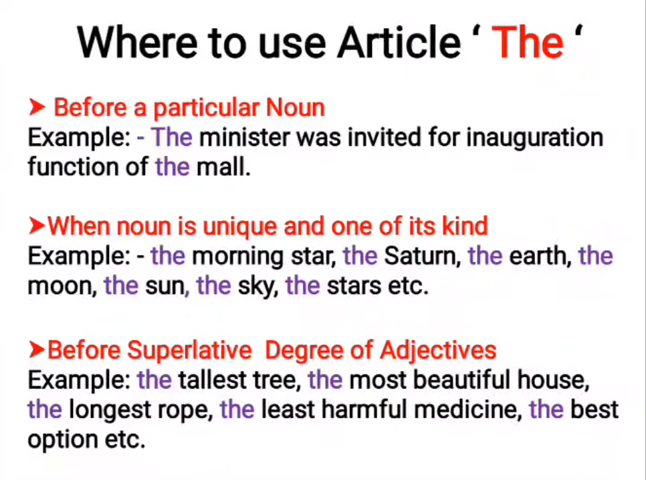 Where to use Article ‘ The ‘
➤ Before a particular Noun
Example: - The minister was invited for inauguration
function of the mall.
➤When noun is unique and one of its kind
Example: - the morning star, the Saturn, the earth, the
moon, the sun, the sky, the stars etc.
➤Before Superlative Degree of Adjectives
Example: the tallest tree, the most beautiful house,
the longest rope, the least harmful medicine, the best
option etc.